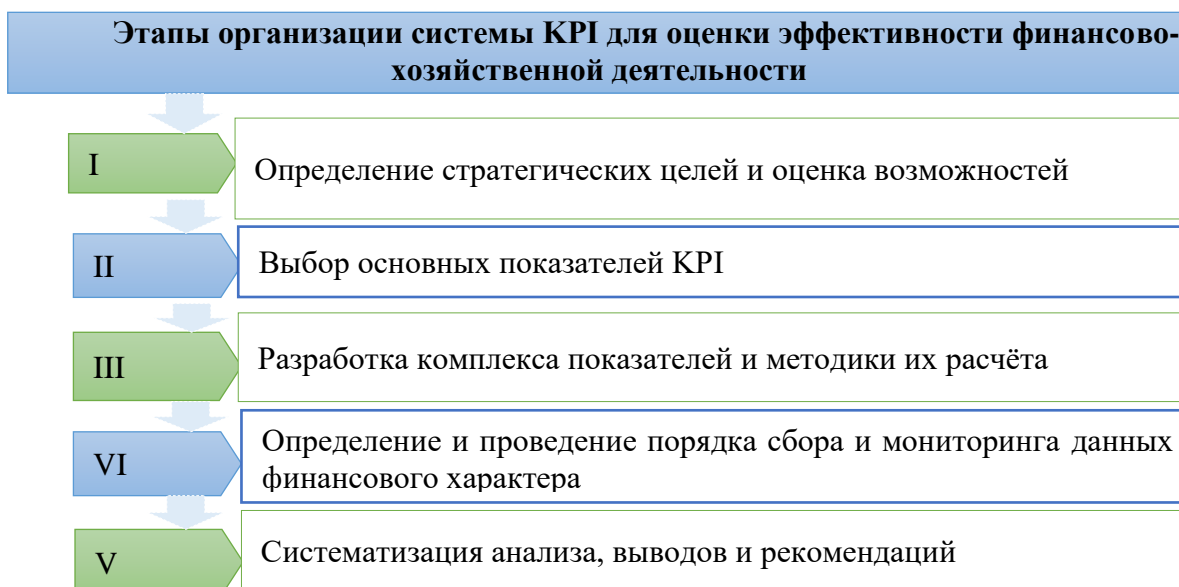 Этапы организации системы KPI для оценки эффективности финансово-
хозяйственной деятельности
I
Определение стратегических целей и оценка возможностей
II
Выбор основных показателей KPI
III
Разработка комплекса показателей и методики их расчёта
VI
Определение и проведение порядка сбора и мониторинга данных
финансового характера
V
Систематизация анализа, выводов и рекомендаций